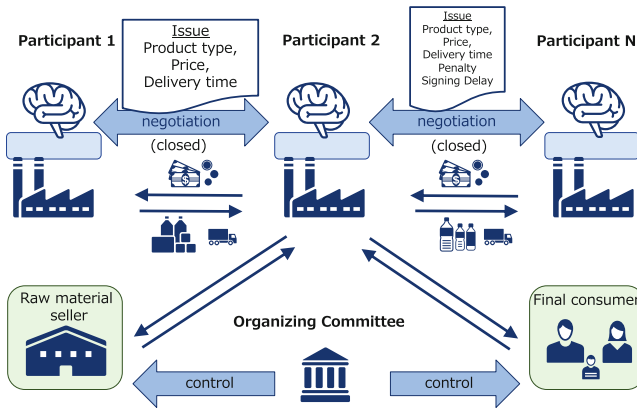 Participant 1
Issue
Product type,
Price,
Delivery time
Participant 2
Issue
Product type,
Price,
Delivery time
Penalty
Signing Delay
Participant N
negotiation
(closed)
negotiation
(closed)
$
$
Raw material
seller
Organizing Committee
Final consumer
control
control